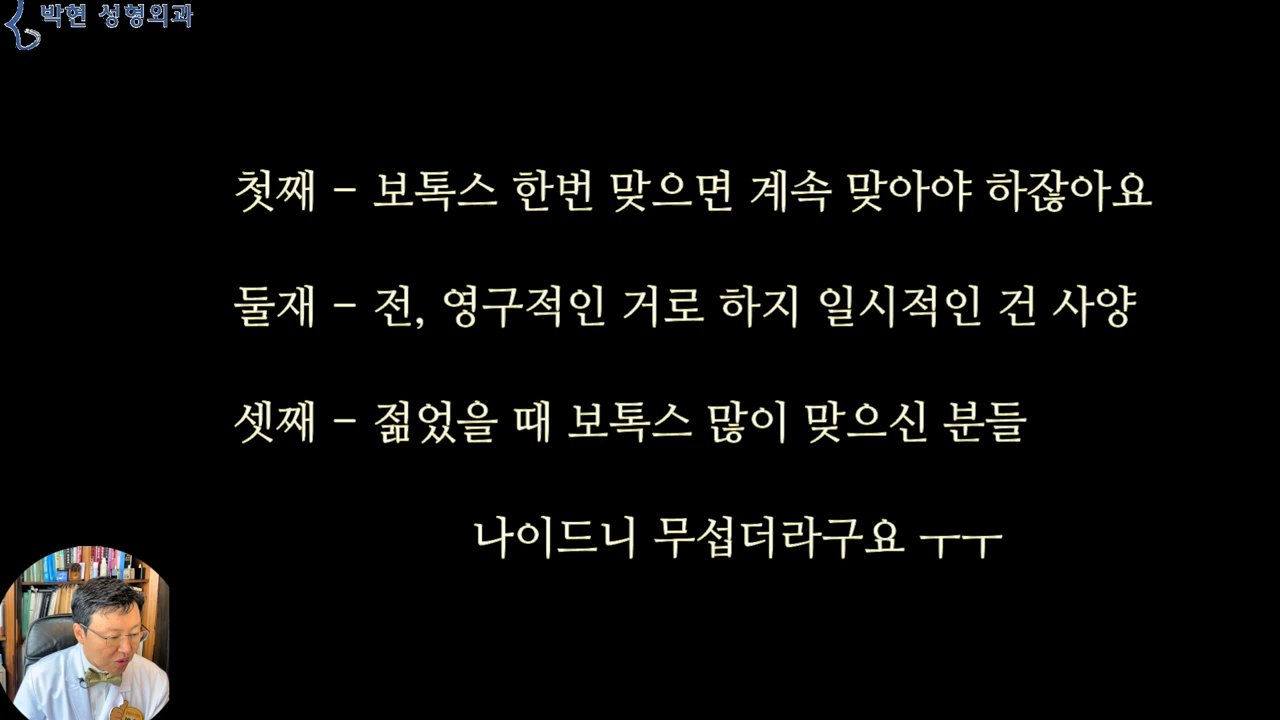 박현 성형외과
첫째 - 보톡스 한번 맞으면 계속 맞아야 하잖아요
둘재 - 전, 영구적인 거로 하지 일시적인 건 사양
셋째 - 젊었을 때 보톡스 많이 맞으신 분들
나이드니 무섭더라구요 ㅜㅜ